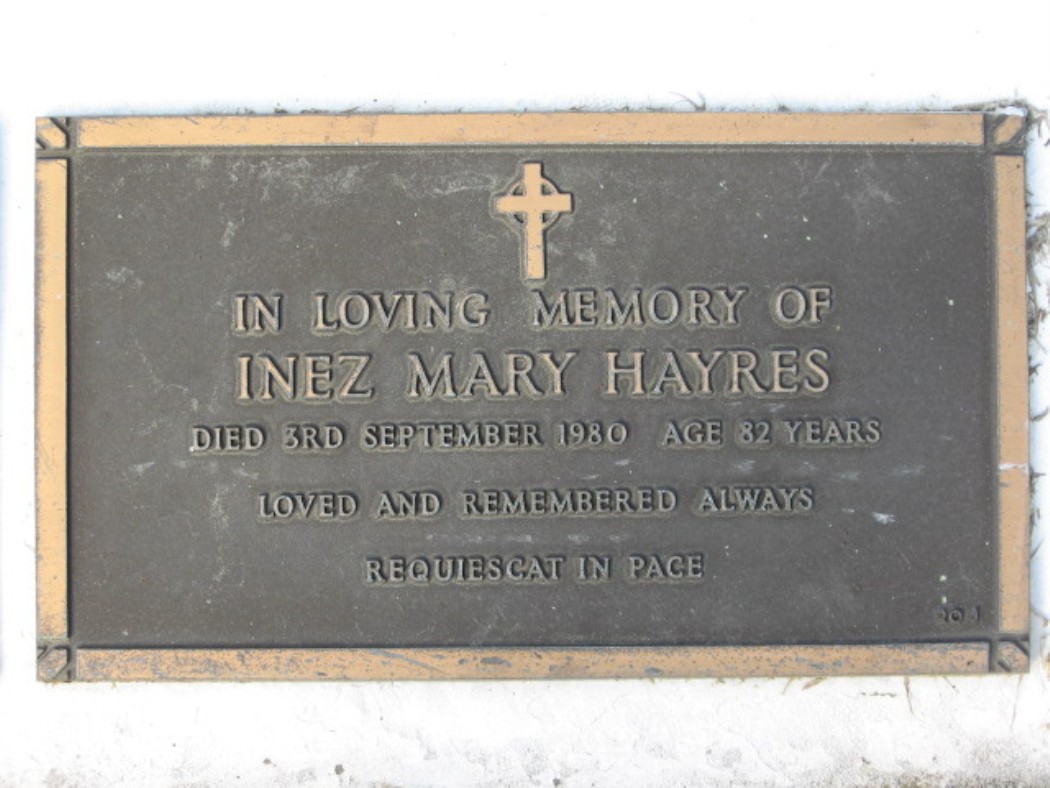 IN LOVING MEMORY OF
INEZ MARY HAYRES
DIED 3RD SEPTEMBER 1980 AGE 82 YEARS
LOVED AND REMEMBERED ALWAYS
REQUIESCAT IN PACE